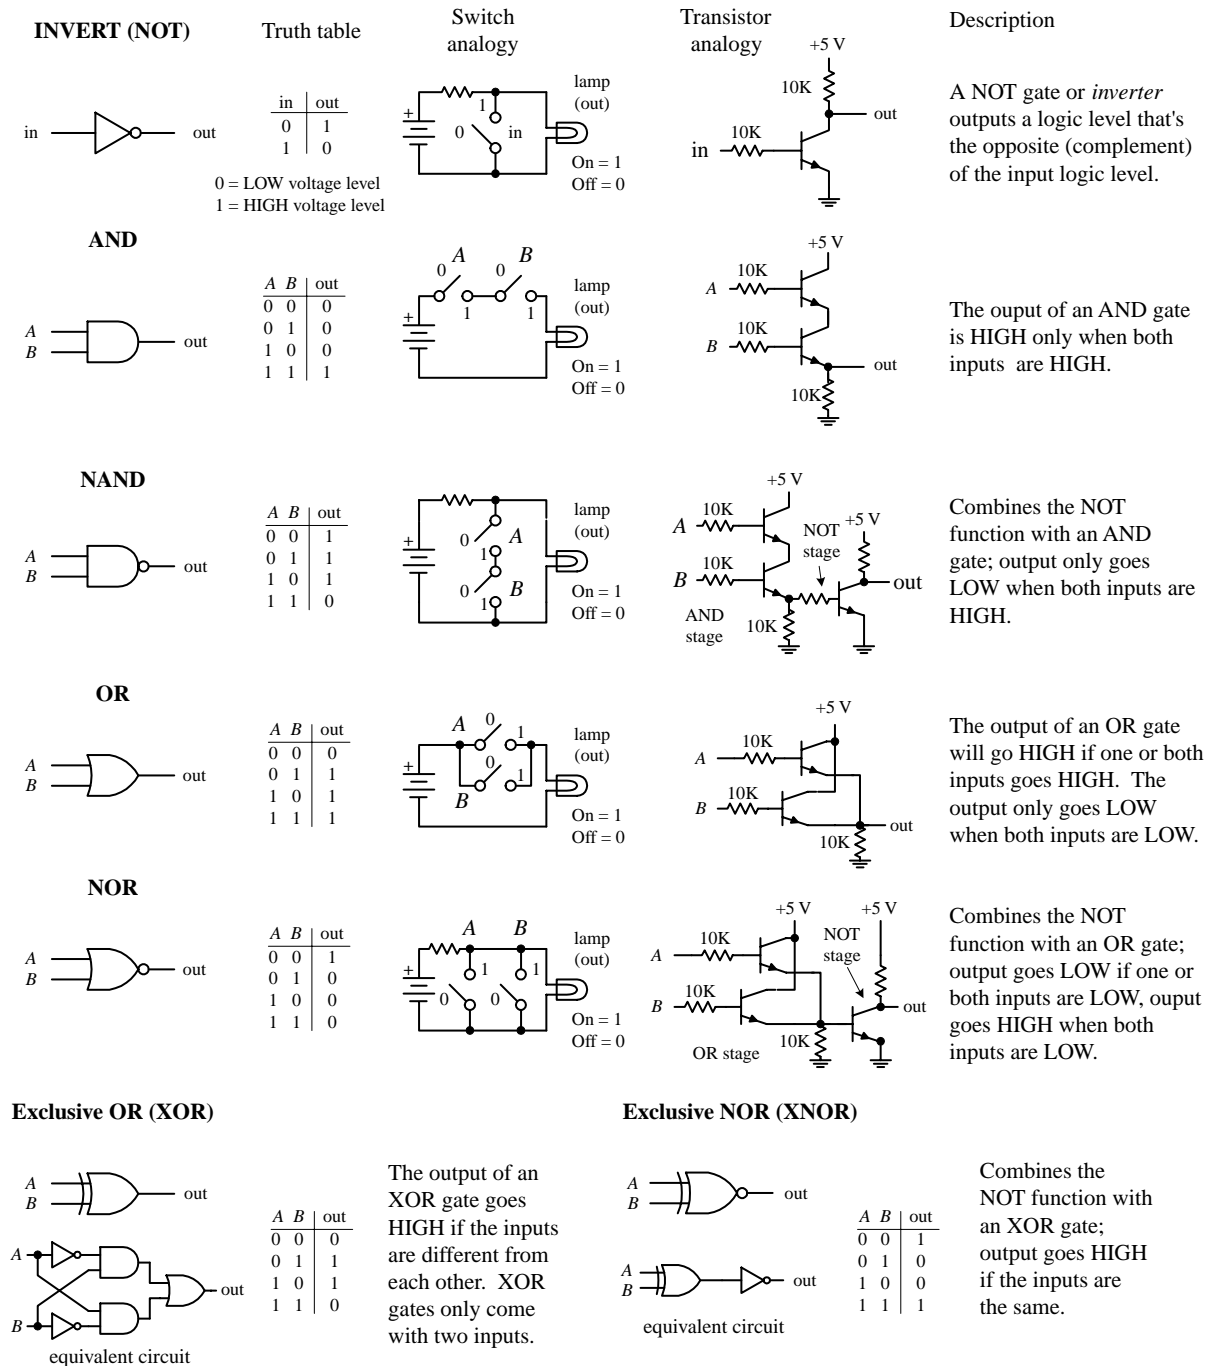 INVERT (NOT)
Truth table
Switch
analogy
Transistor
analogy
Description
in
out
in out
0 1
1 0
0 = LOW voltage level
1 = HIGH voltage level
+
1
0
in
lamp
(out)
On = 1
Off = 0
+5 V
10K
out
10K
in
A NOT gate or inverter
outputs a logic level that's
the opposite (complement)
of the input logic level.
AND
A
B
out
A B out
0 0 0
0 1 0
1 0 0
1 1 1
A B
0 0
1 1
+
lamp
(out)
On = 1
Off = 0
+5 V
10K
A
10K
B
out
10K
The ouput of an AND gate
is HIGH only when both
inputs are HIGH.
NAND
A
B
out
A B out
0 0 1
0 1 1
1 0 1
1 1 0
+
0 A
1
0 B
1
lamp
(out)
On = 1
Off = 0
+5 V
10K
A
NOT
stage
+5 V
10K
B
out
AND
stage
10K
Combines the NOT
function with an AND
gate; output only goes
LOW when both inputs are
HIGH.
OR
A
B
out
A B out
0 0 0
0 1 1
1 0 1
1 1 1
A 0 1
0 1
B
+
lamp
(out)
On = 1
Off = 0
+5 V
10K
A
10K
B
out
10K
The output of an OR gate
will go HIGH if one or both
inputs goes HIGH. The
output only goes LOW
when both inputs are LOW.
NOR
A
B
out
A B out
0 0 1
0 1 0
1 0 0
1 1 0
A B
+
1 1
0 0
lamp
(out)
On = 1
Off = 0
+5 V
+5 V
10K
A
NOT
stage
10K
B
out
OR stage
10K
Combines the NOT
function with an OR gate;
output goes LOW if one or
both inputs are LOW, ouput
goes HIGH when both
inputs are LOW.
Exclusive OR (XOR)
A
B
out
A
B
out
equivalent circuit
A B out
0 0 0
0 1 1
1 0 1
1 1 0
The output of an
XOR gate goes
HIGH if the inputs
are different from
each other. XOR
gates only come
with two inputs.
Exclusive NOR (XNOR)
A
B
out
A
B
out
equivalent circuit
A B out
0 0 1
0 1 0
1 0 0
1 1 1
Combines the
NOT function with
an XOR gate;
output goes HIGH
if the inputs are
the same.